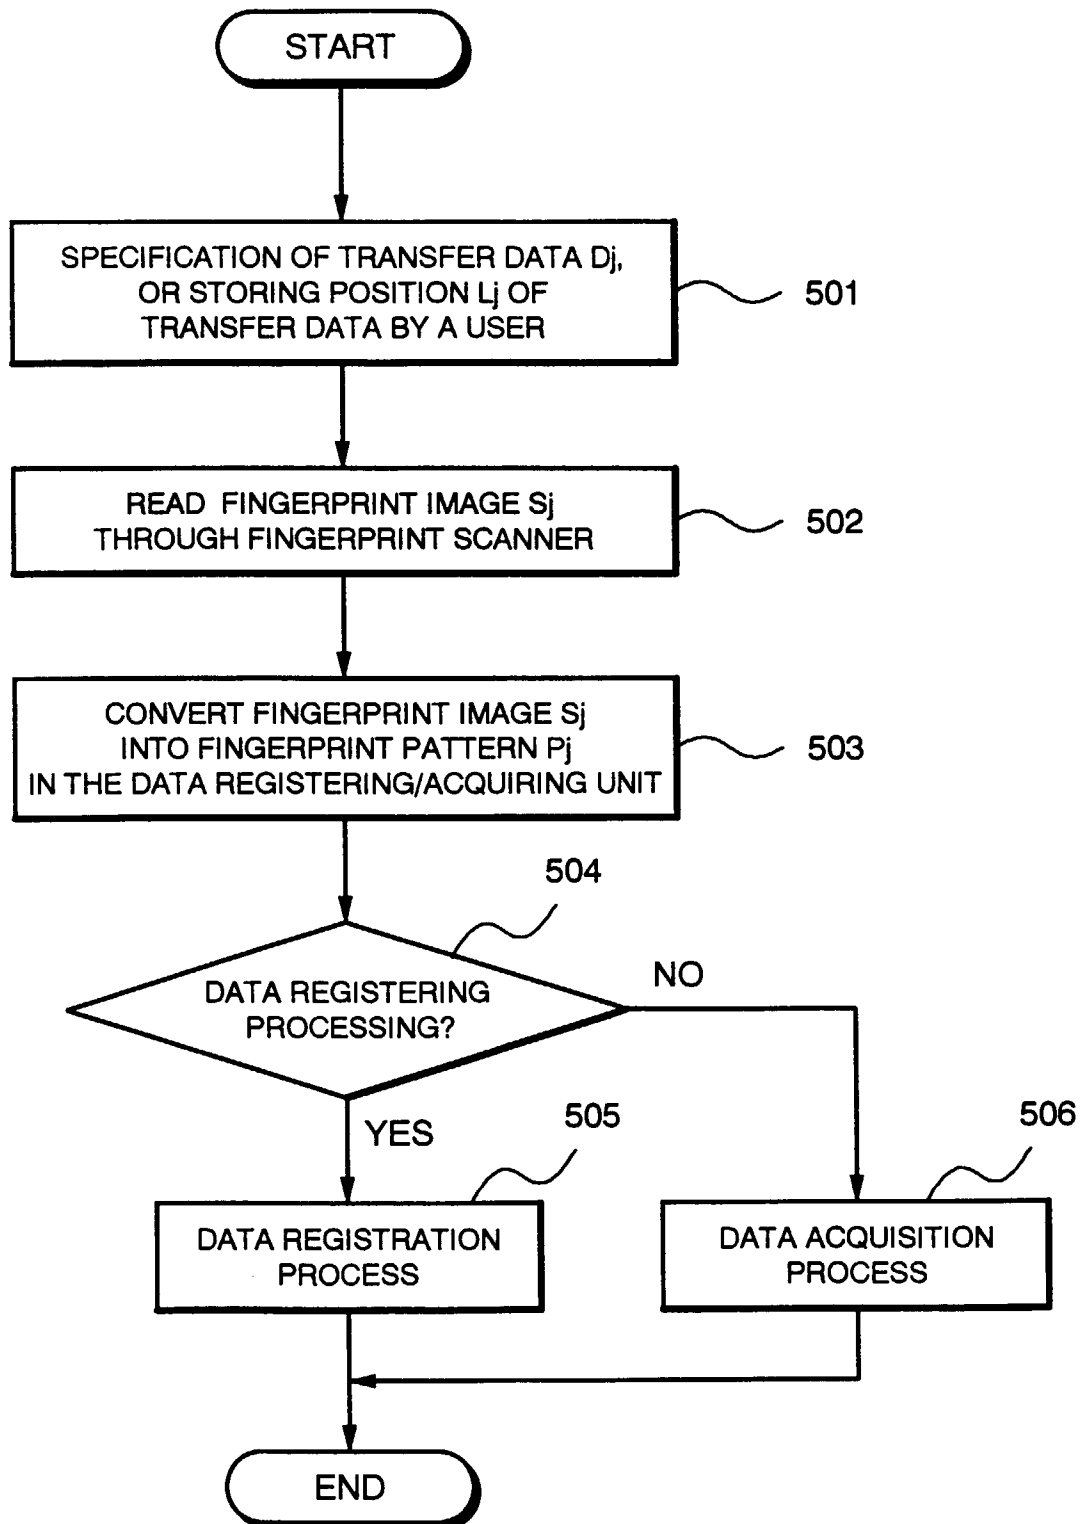 START
SPECIFICATION OF TRANSFER DATA Dj,
OR STORING POSITION Lj OF
TRANSFER DATA BY A USER
501
READ FINGERPRINT IMAGE Sj
THROUGH FINGERPRINT SCANNER
502
CONVERT FINGERPRINT IMAGE Sj
INTO FINGERPRINT PATTERN Pj
IN THE DATA REGISTERING/ACQUIRING UNIT
503
504
DATA REGISTERING
PROCESSING?
NO
YES
505
506
DATA REGISTRATION
PROCESS
DATA ACQUISITION
PROCESS
END